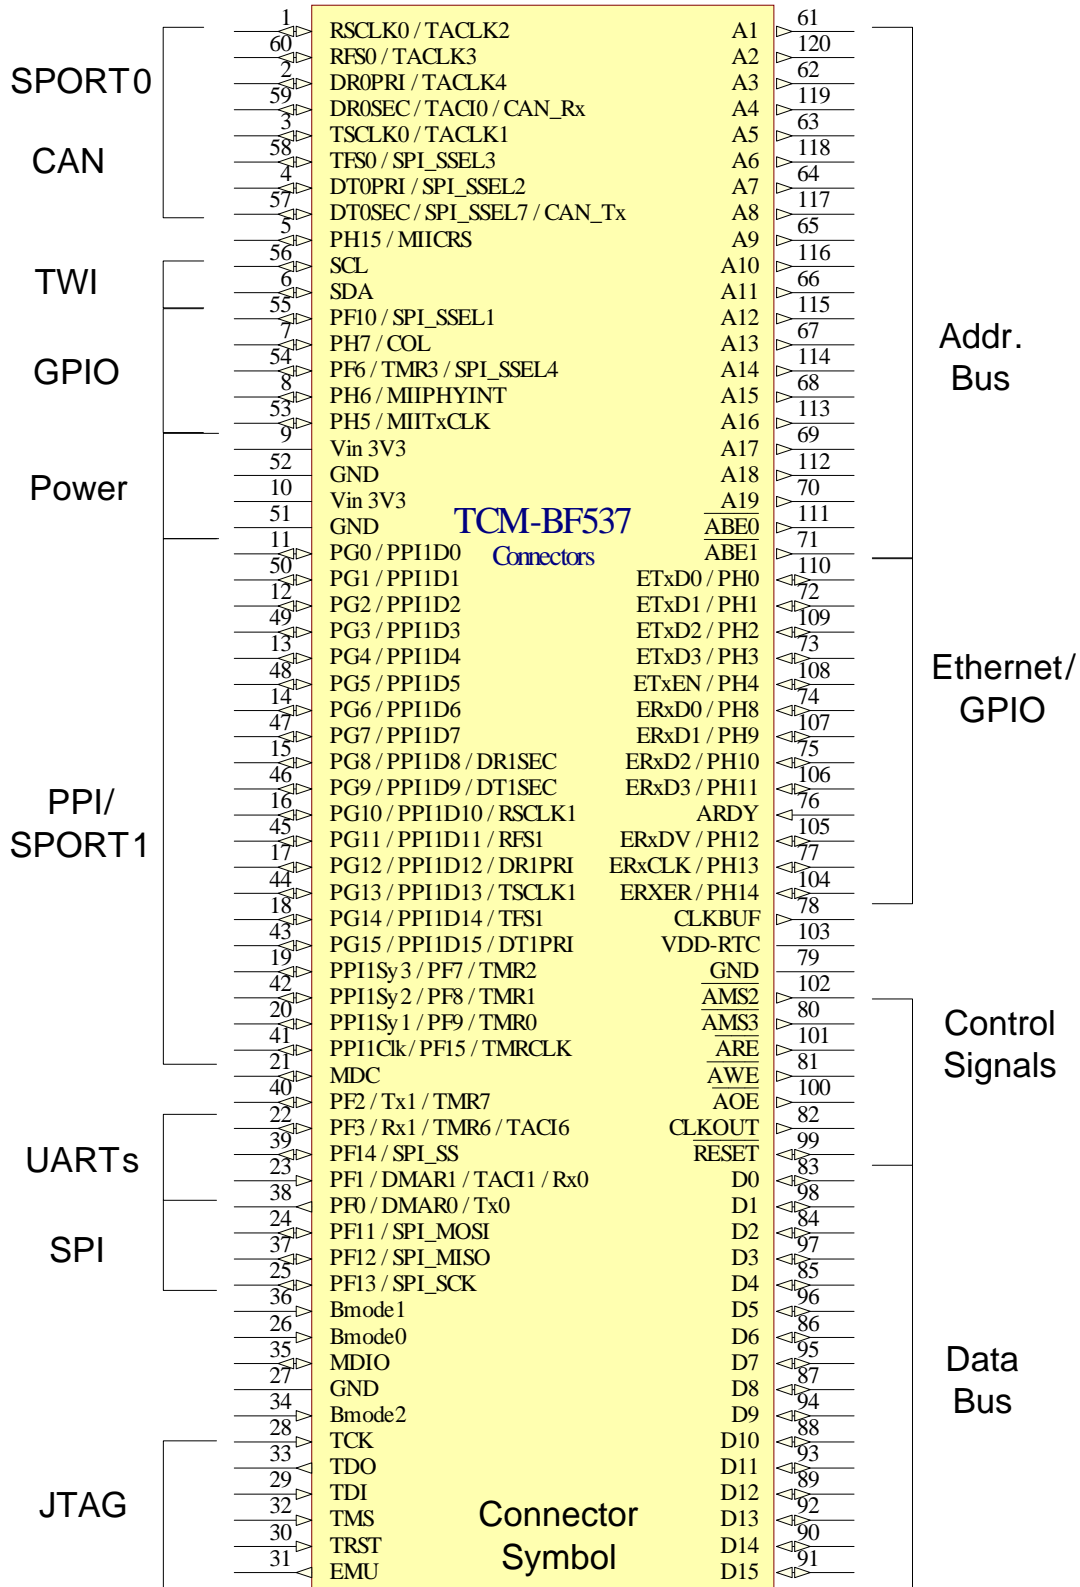 1 RSCLK0 / TACLK2 A1 61
60 RFS0 / TACLK3 A2 120
2 DR0PRI / TACLK4 A3 62
SPORT0
59 DR0SEC / TACI0 / CAN_Rx A4 119
3 TSCLK0 / TACLK1 A5 63
CAN
58 TFS0 / SPI_SSEL3 A6 118
4 DT0PRI / SPI_SSEL2 A7 64
57 DT0SEC / SPI_SSEL7 / CAN_Tx A8 117
5 PH15 / MIICRS A9 65
56 SCL A10 116
TWI
6 SDA A11 66
55 PF10 / SPI_SSEL1 A12 115
7 PH7 / COL A13 67
Addr.
Bus
GPIO
54 PF6 / TMR3 / SPI_SSEL4 A14 114
8 PH6 / MIIPHYINT A15 68
53 PH5 / MIITxCLK A16 113
9 Vin 3V3 A17 69
Power
52 GND A18 112
10 Vin 3V3 A19 70
TCM-BF537
Connectors
51 GND ABE0 111
11 PG0 / PPI1D0 ABE1 71
50 PG1 / PPI1D1 ETxD0 / PH0 110
12 PG2 / PPI1D2 ETxD1 / PH1 72
49 PG3 / PPI1D3 ETxD2 / PH2 109
13 PG4 / PPI1D4 ETxD3 / PH3 73
Ethernet/
GPIO
48 PG5 / PPI1D5 ETxEN / PH4 108
14 PG6 / PPI1D6 ERxD0 / PH8 74
47 PG7 / PPI1D7 ERxD1 / PH9 107
15 PG8 / PPI1D8 / DR1SEC ERxD2 / PH10 75
46 PG9 / PPI1D9 / DT1SEC ERxD3 / PH11 106
PPI/
SPORT1
16 PG10 / PPI1D10 / RSCLK1 ARDY 76
45 PG11 / PPI1D11 / RFS1 ERxDV / PH12 105
17 PG12 / PPI1D12 / DR1PRI ERxCLK / PH13 77
44 PG13 / PPI1D13 / TSCLK1 ERXER / PH14 104
18 PG14 / PPI1D14 / TFS1 CLKBUF 78
43 PG15 / PPI1D15 / DT1PRI VDD-RTC 103
19 PPI1Sy3 / PF7 / TMR2 GND 79
42 PPI1Sy2 / PF8 / TMR1 AMS2 102
20 PPI1Sy1 / PF9 / TMR0 AMS3 80
Control
Signals
41 PPI1Clk / PF15 / TMRCLK ARE 101
21 MDC AWE 81
40 PF2 / Tx1 / TMR7 AOE 100
22 PF3 / Rx1 / TMR6 / TACI6 CLKOUT 82
UARTs
39 PF14 / SPI_SS RESET 99
23 PF1 / DMAR1 / TACI1 / Rx0 D0 83
38 PF0 / DMAR0 / Tx0 D1 98
24 PF11 / SPI_MOSI D2 84
SPI
37 PF12 / SPI_MISO D3 97
25 PF13 / SPI_SCK D4 85
36 Bmode1 D5 96
26 Bmode0 D6 86
35 MDIO D7 95
Data
Bus
27 GND D8 87
34 Bmode2 D9 94
28 TCK D10 88
33 TDO D11 93
29 TDI D12 89
JTAG
32 TMS D13 92
Connector
Symbol
30 TRST D14 90
31 EMU D15 91